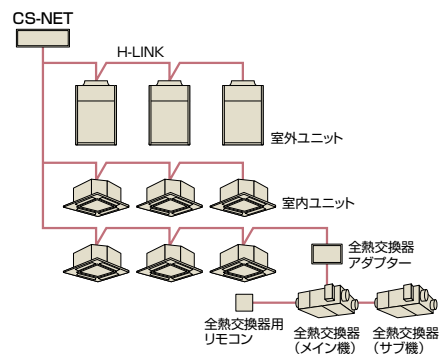 CS-NET
H-LINK
室外ユニット
室内ユニット
全熱交換器
アダプター
全熱交換器用
リモコン
全熱交換器
（メイン機）
全熱交換器
（サブ機）